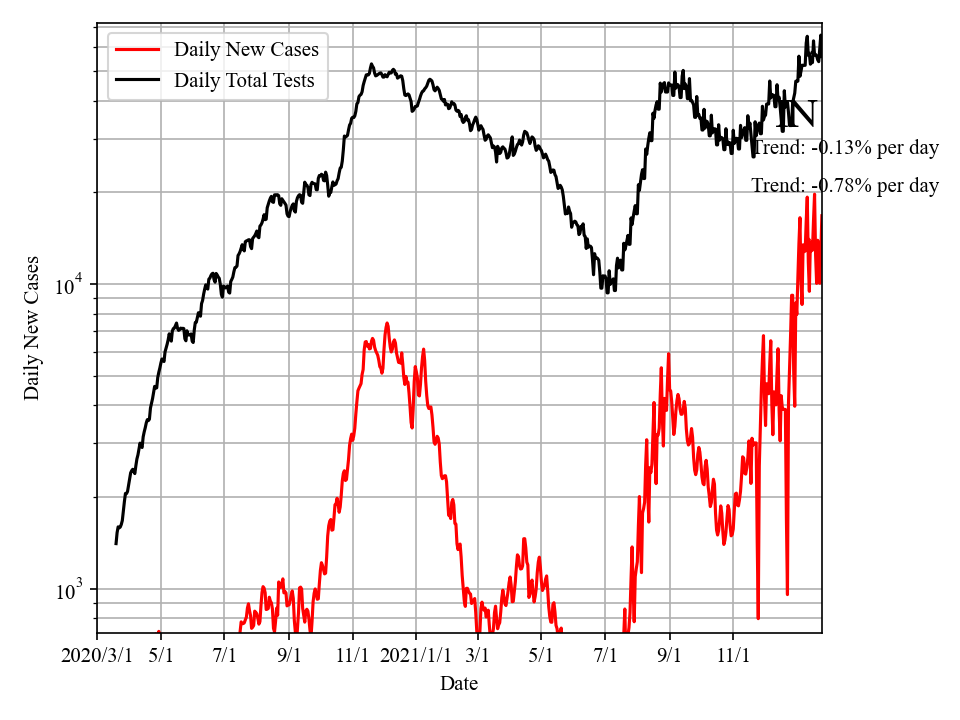 Daily New Cases
Daily Total Tests
IN
Trend: -0.13% per day
Trend: -0.78% per day
Daily New Cases
10^4
10^3
2020/3/1 5/1 7/1 9/1 11/1 2021/1/1 3/1 5/1 7/1 9/1 11/1
Date